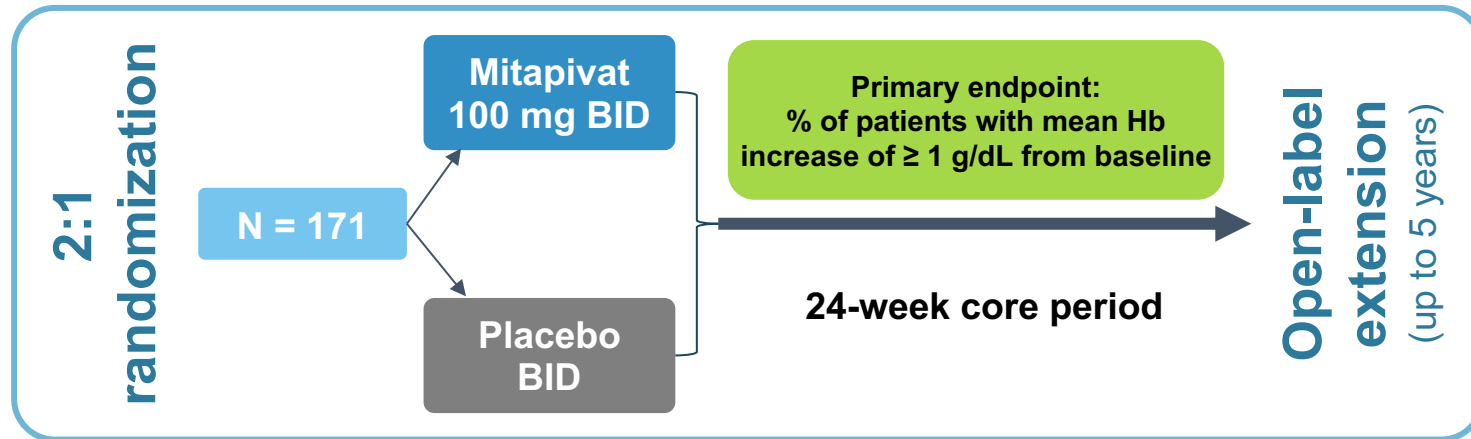 2:1
randomization
N = 171
Mitapivat
100 mg BID
Placebo
BID
Primary endpoint:
% of patients with mean Hb
increase of ≥ 1 g/dL from baseline
24-week core period
Open-label
extension
(up to 5 years)